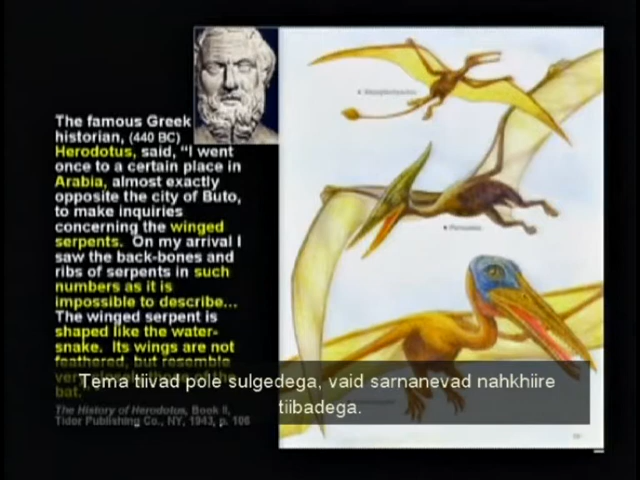 The famous Greek
historian, (440 BC)
Herodotus, said, “I went
once to a certain place in
Arabia, almost exactly
opposite the city of Buto,
to make inquiries
concerning the winged
serpents. On my arrival I
saw the back-bones and
ribs of serpents in such
numbers as it is
impossible to describe...
The winged serpent is
shaped like the water-
snake. Its wings are not
feathered, but resemble
very
bat.
The History of Herodotus, Book II,
Tidor Publishing Co., NY, 1943, p. 106
Tema tiivad pole sulgedega, vaid sarnanevad nahkhiire
tiibadega.